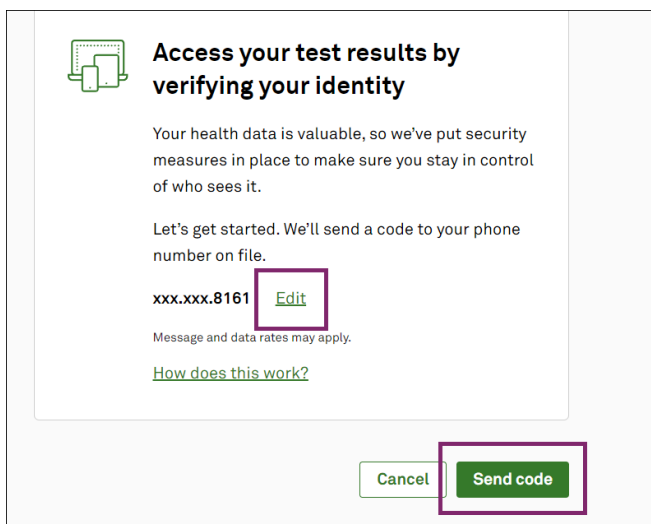 Access your test results by
verifying your identity
Your health data is valuable, so we've put security
measures in place to make sure you stay in control
of who sees it.
Let's get started. We'll send a code to your phone
number on file.
xxx.xxx.8161 Edit
Message and data rates may apply.
How does this work?
Cancel Send code